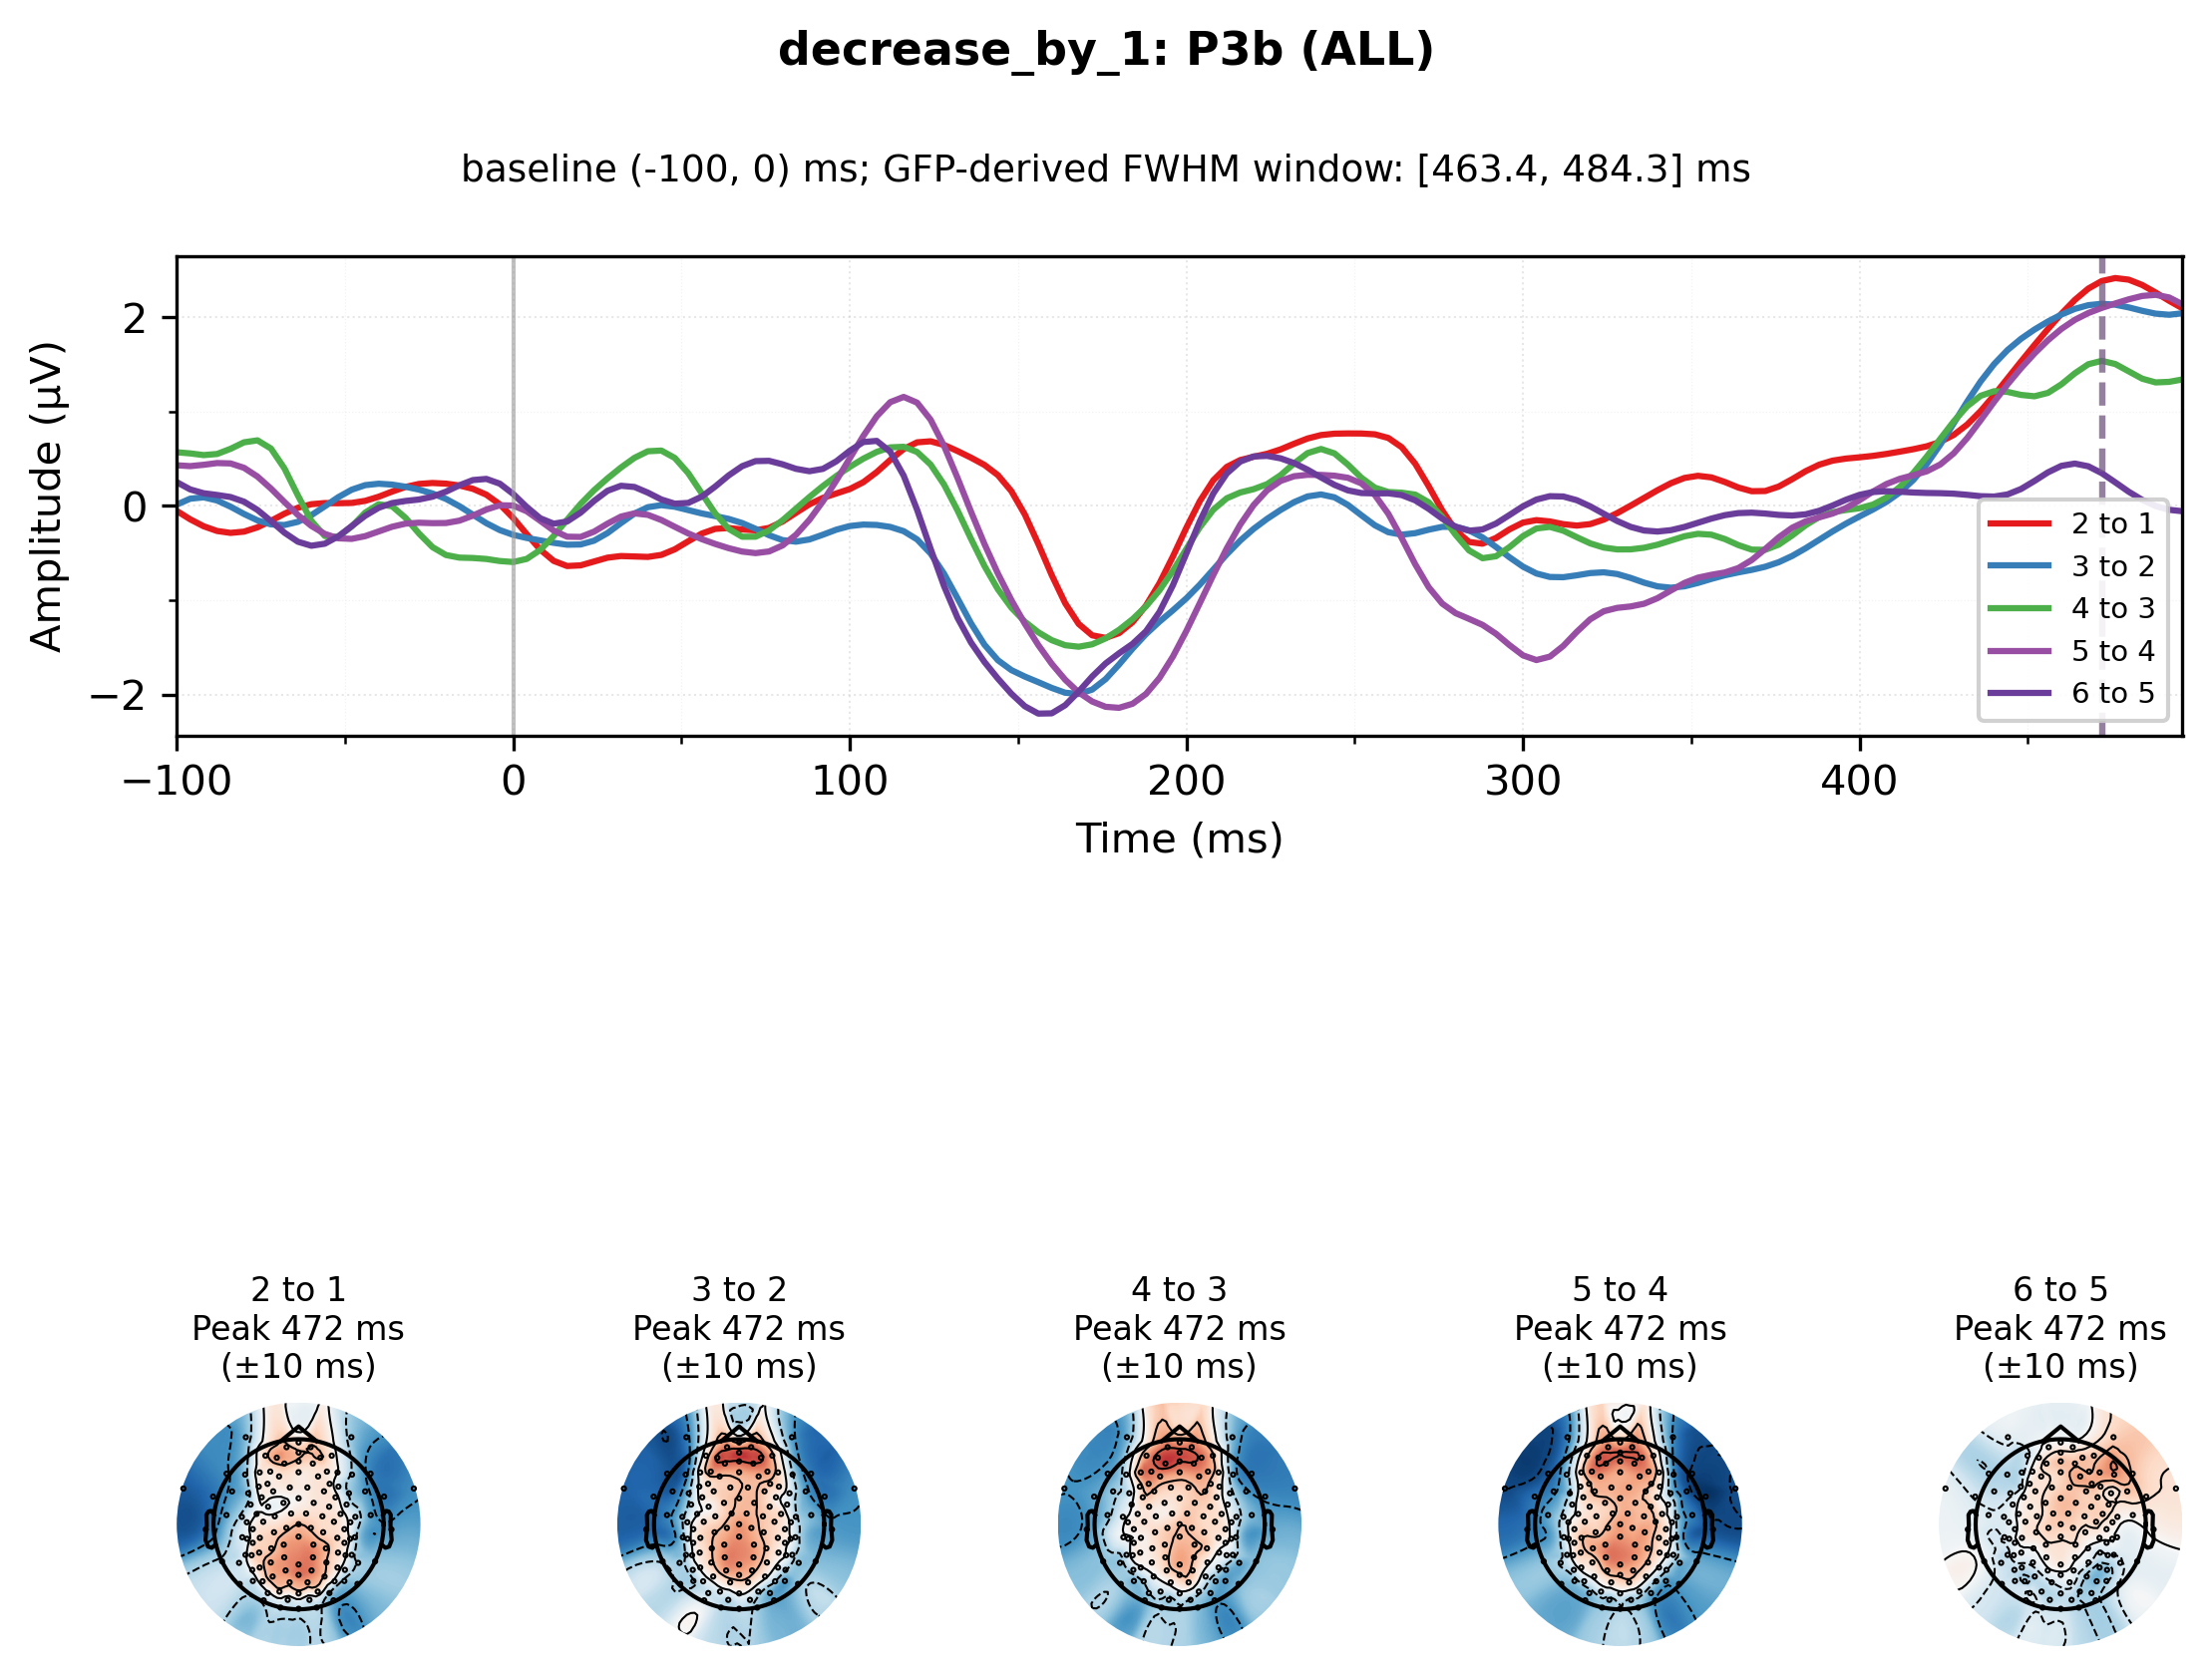 decrease_by_1: P3b (ALL)
baseline (-100, 0) ms; GFP-derived FWHM window: [463.4, 484.3] ms
Amplitude (µV)
2
0
−2
−100
0
100
200
300
400
Time (ms)
2 to 1
3 to 2
4 to 3
5 to 4
6 to 5
2 to 1
Peak 472 ms
(±10 ms)
3 to 2
Peak 472 ms
(±10 ms)
4 to 3
Peak 472 ms
(±10 ms)
5 to 4
Peak 472 ms
(±10 ms)
6 to 5
Peak 472 ms
(±10 ms)